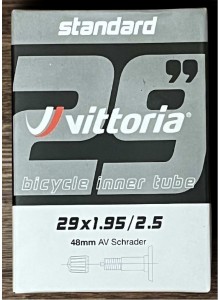 standard
29”
vittoria®
bicycle inner tube
29x1.95/2.5
48mm AV Schrader